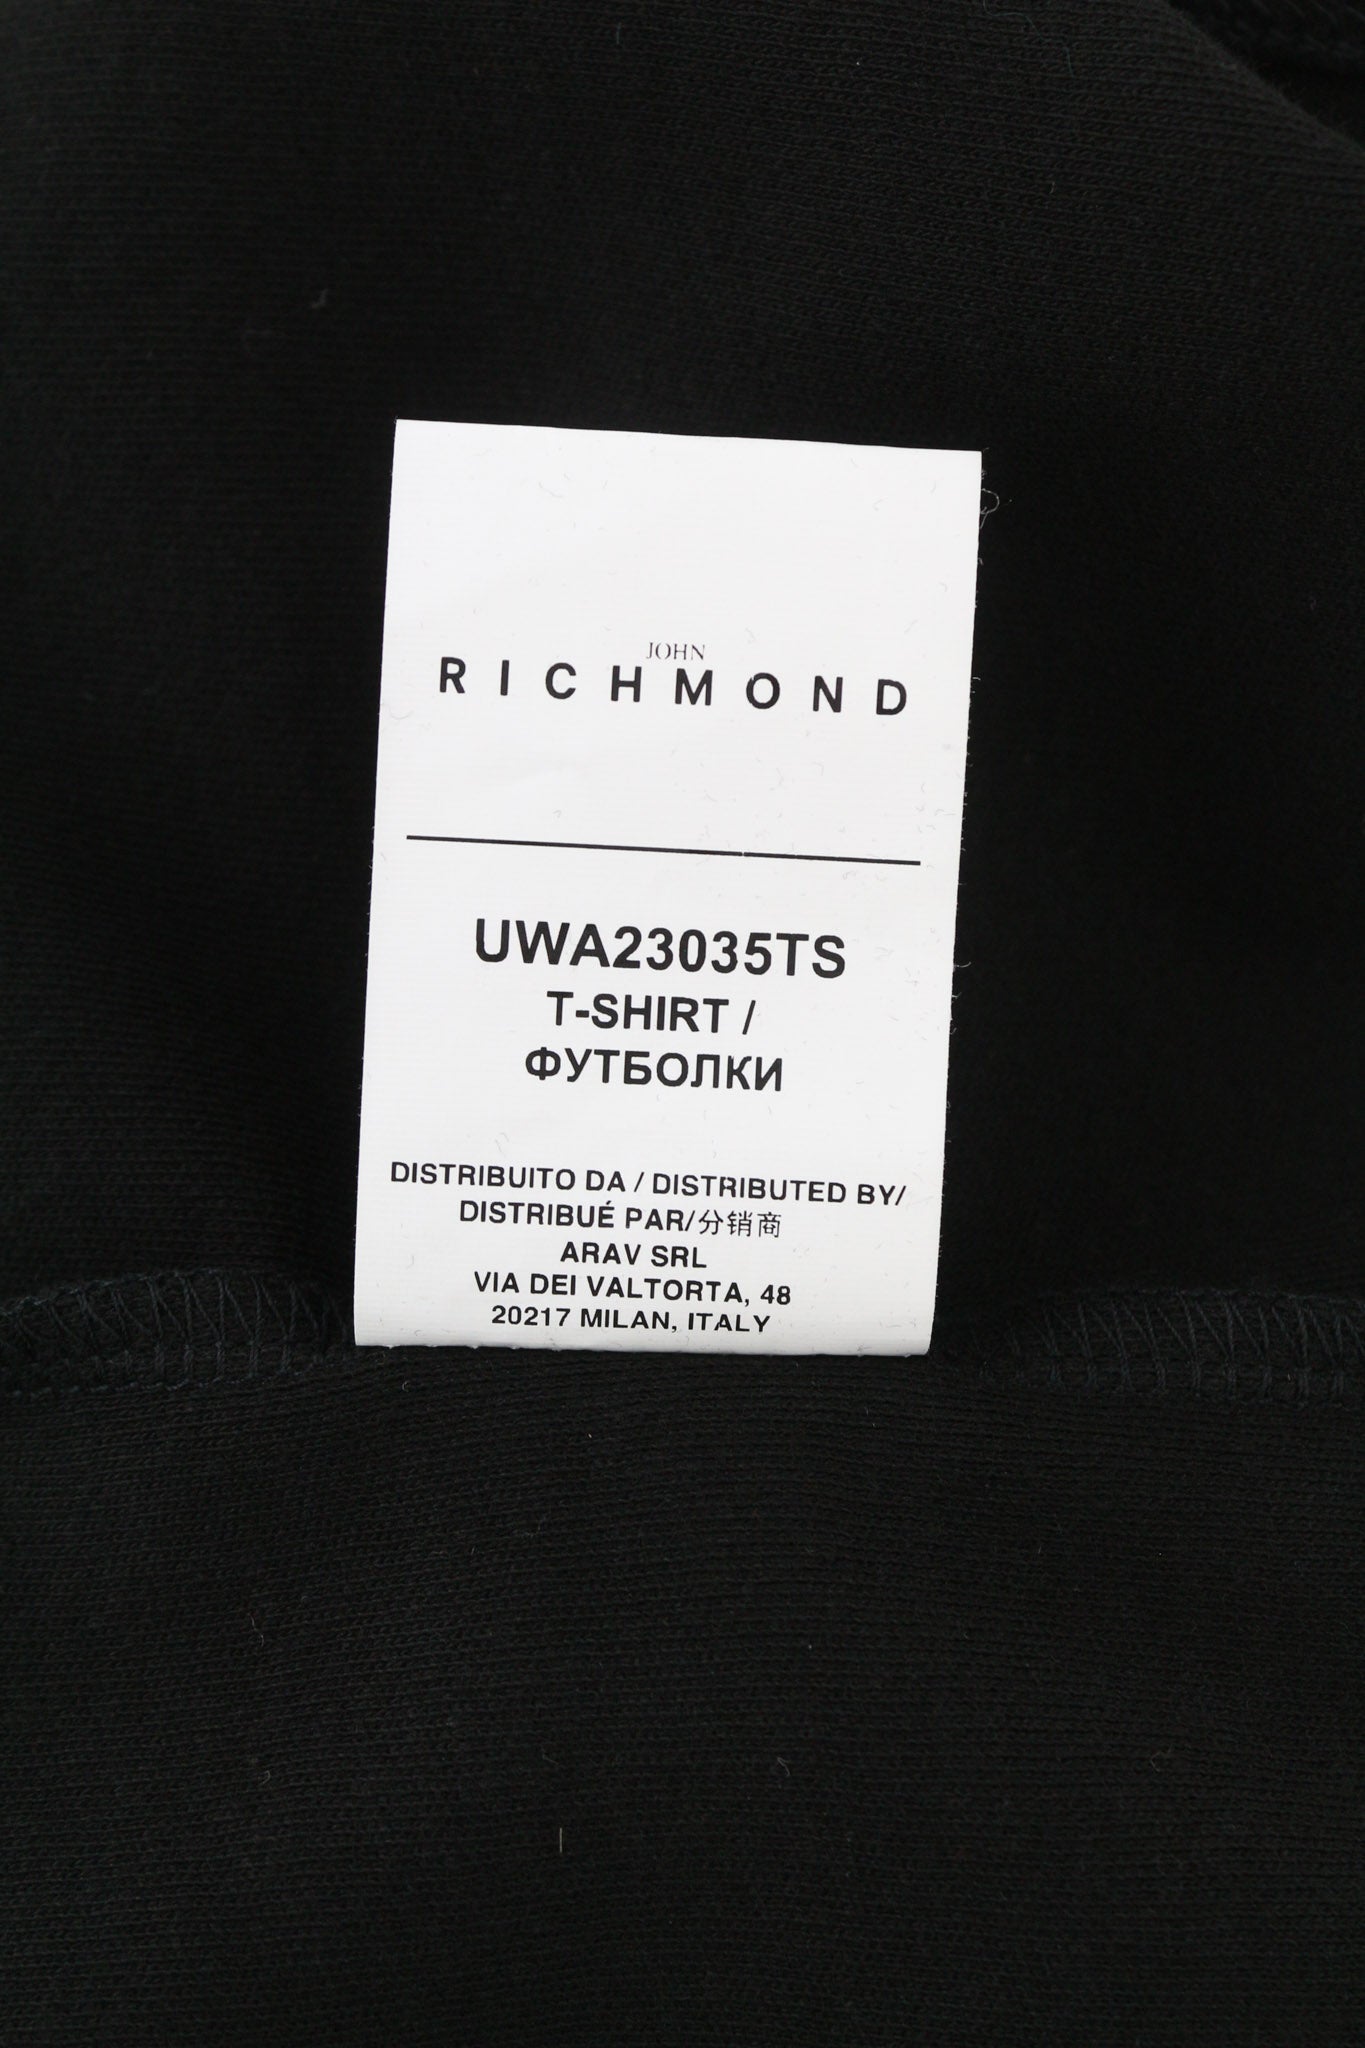 JOHN
RICHMOND
UWA23035TS
T-SHIRT /
ФУТБОЛКИ
DISTRIBUITO DA / DISTRIBUTED BY/
DISTRIBUÉ PAR/分销商
ARAV SRL
VIA DEI VALTORTA, 48
20217 MILAN, ITALY